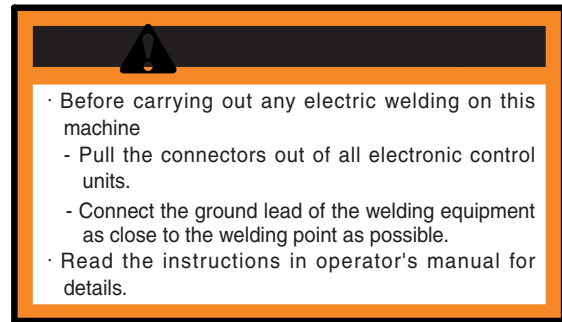 · Before carrying out any electric welding on this
machine
- Pull the connectors out of all electronic control
units.
- Connect the ground lead of the welding equipment
as close to the welding point as possible.
· Read the instructions in operator's manual for
details.